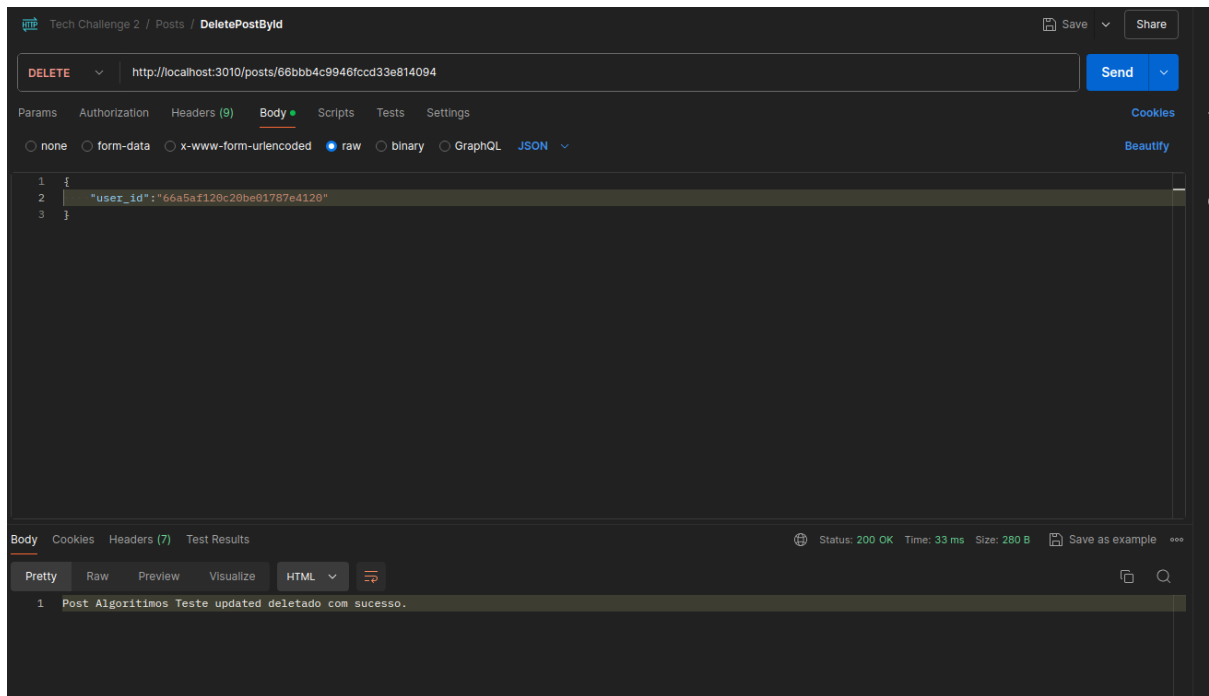 HTTP Tech Challenge 2 / Posts / DeletePostById Save Share
DELETE http://localhost:3010/posts/66bbb4c9946fccd33e814094 Send
Params Authorization Headers (9) Body Scripts Tests Settings Cookies
none form-data x-www-form-urlencoded raw binary GraphQL JSON Beautify
1 {
2 "user_id":"66a5af120c20be01787e4120"
3 }
Body Cookies Headers (7) Test Results Status: 200 OK Time: 33 ms Size: 280 B Save as example
Pretty Raw Preview Visualize HTML
1 Post Algoritimos Teste updated deletado com sucesso.